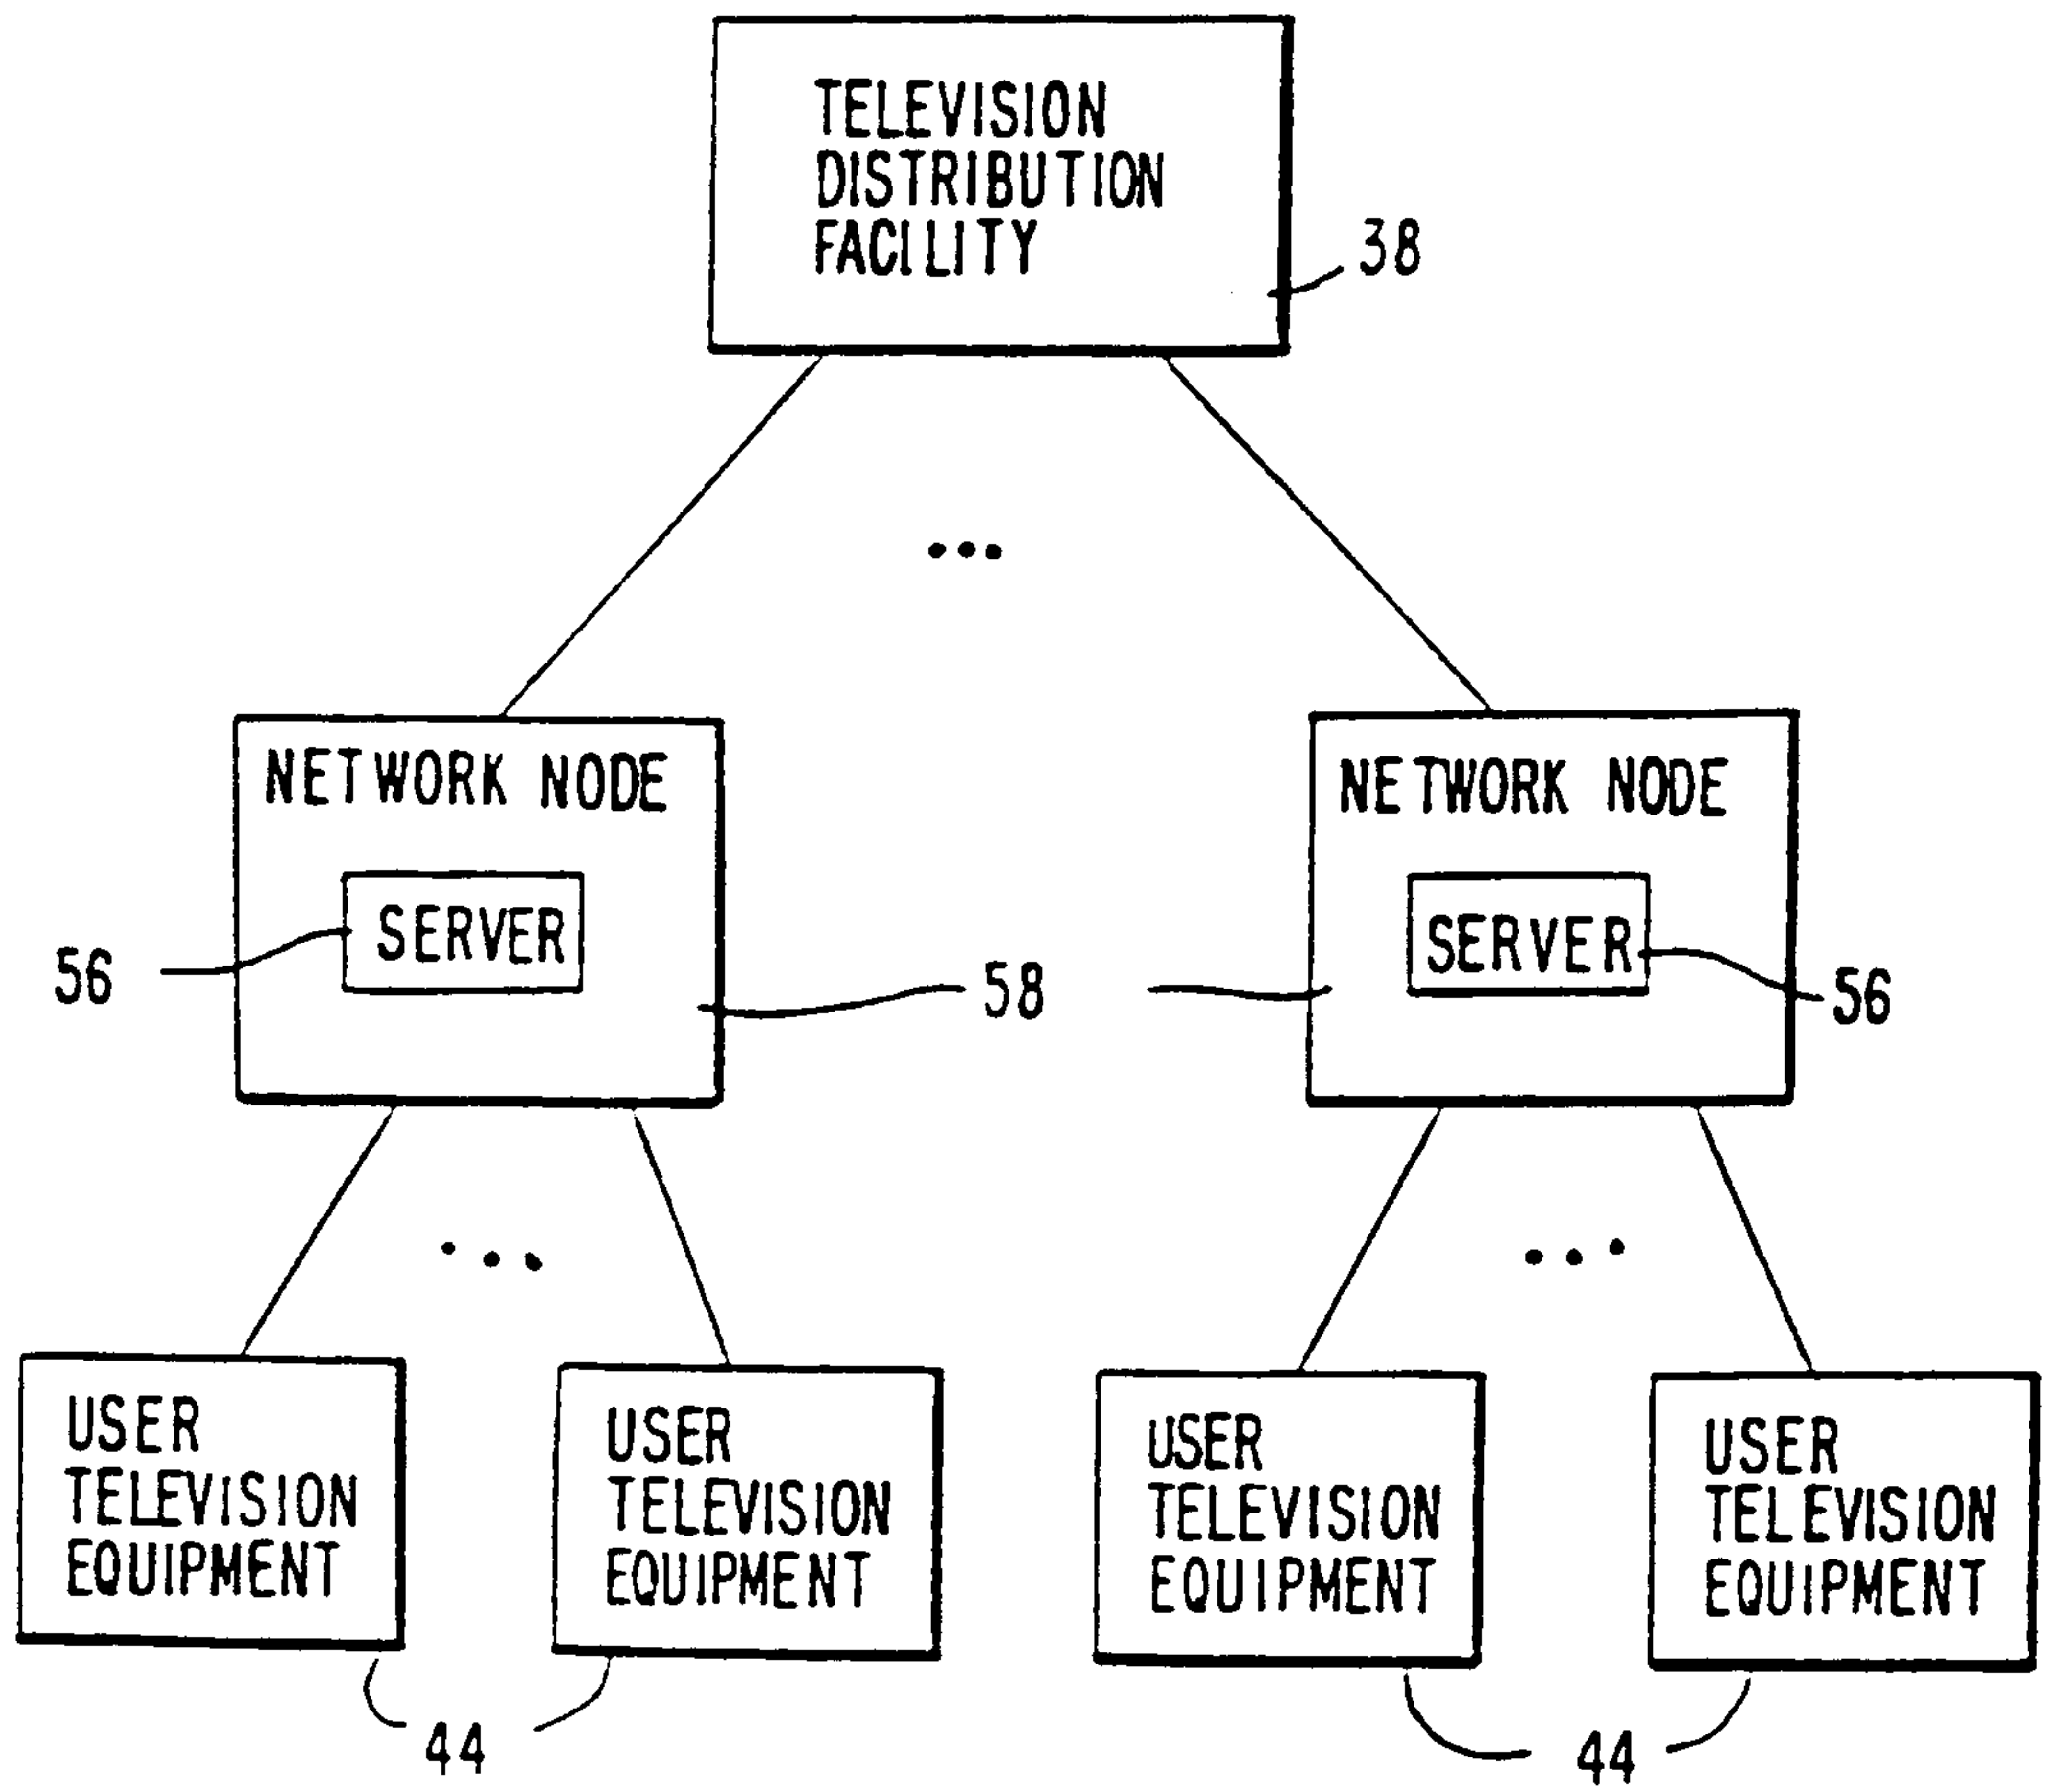 TELEVISION
DISTRIBUTION
FACILITY
38
NETWORK NODE
SERVER
56
58
NETWORK NODE
SERVER
56
USER
TELEVISION
EQUIPMENT
USER
TELEVISION
EQUIPMENT
44
USER
TELEVISION
EQUIPMENT
USER
TELEVISION
EQUIPMENT
44